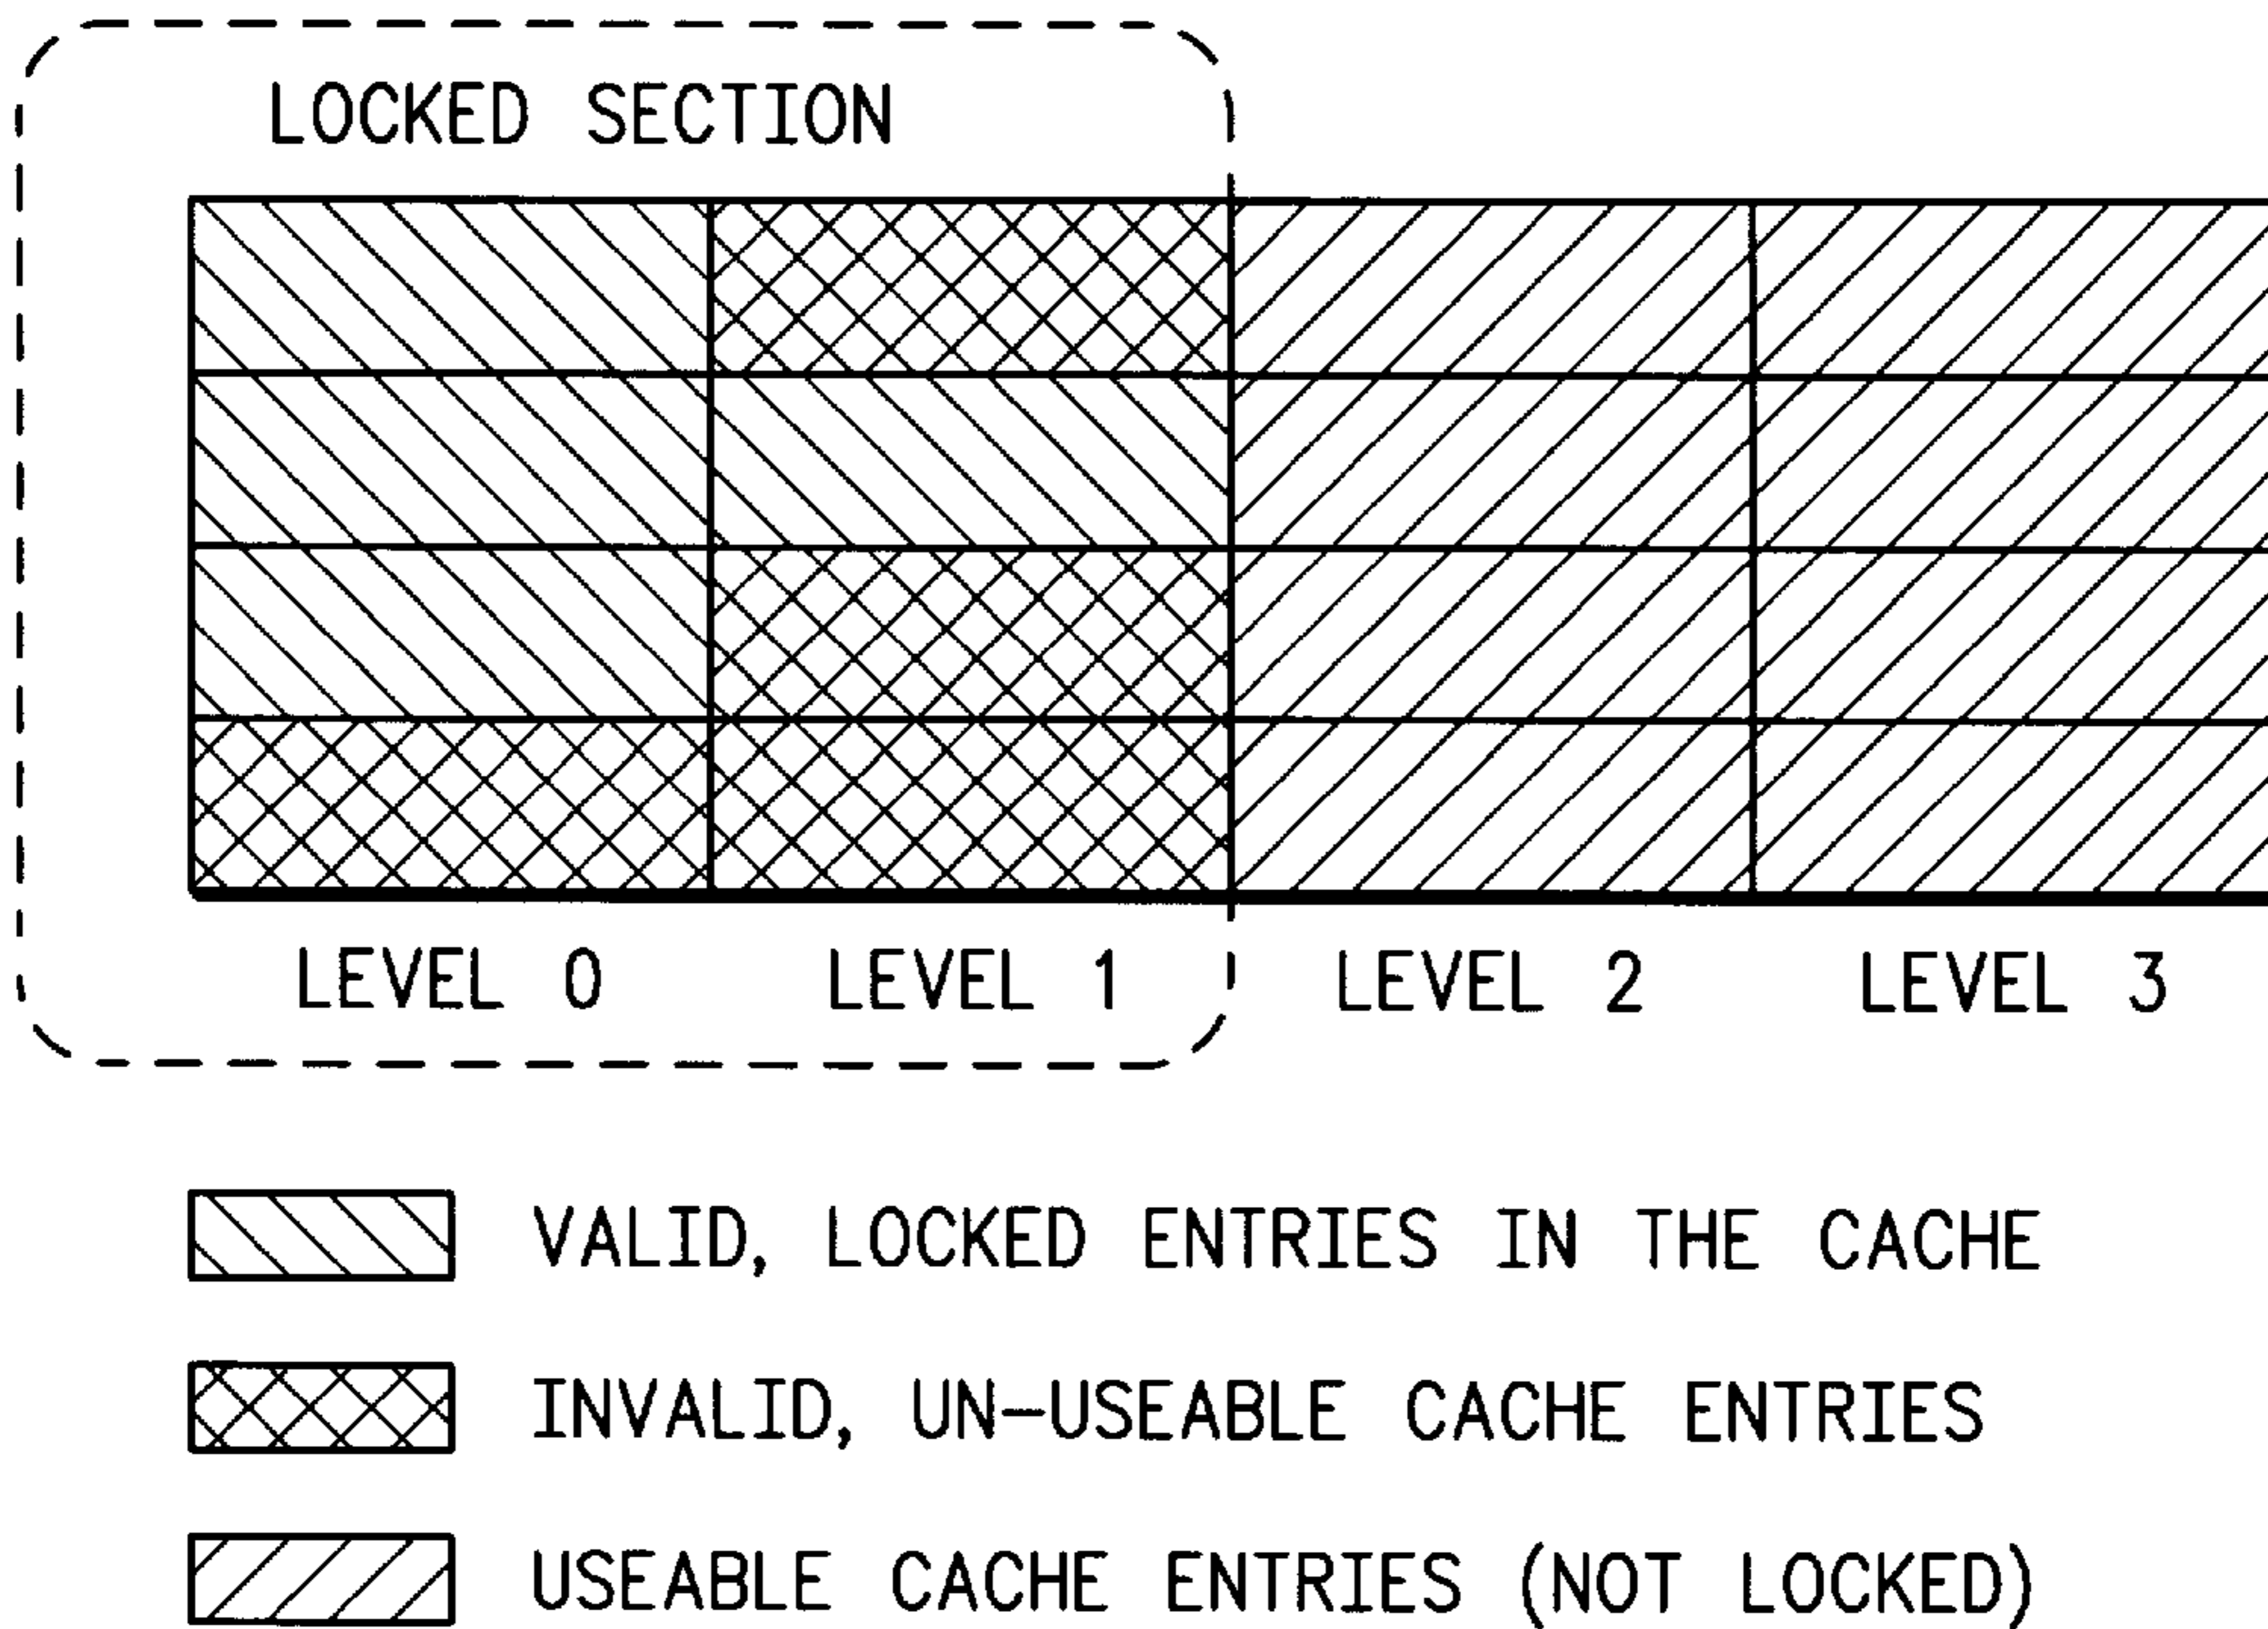 LOCKED SECTION
LEVEL 0 LEVEL 1 LEVEL 2 LEVEL 3
VALID, LOCKED ENTRIES IN THE CACHE
INVALID, UN-USEABLE CACHE ENTRIES
USEABLE CACHE ENTRIES (NOT LOCKED)